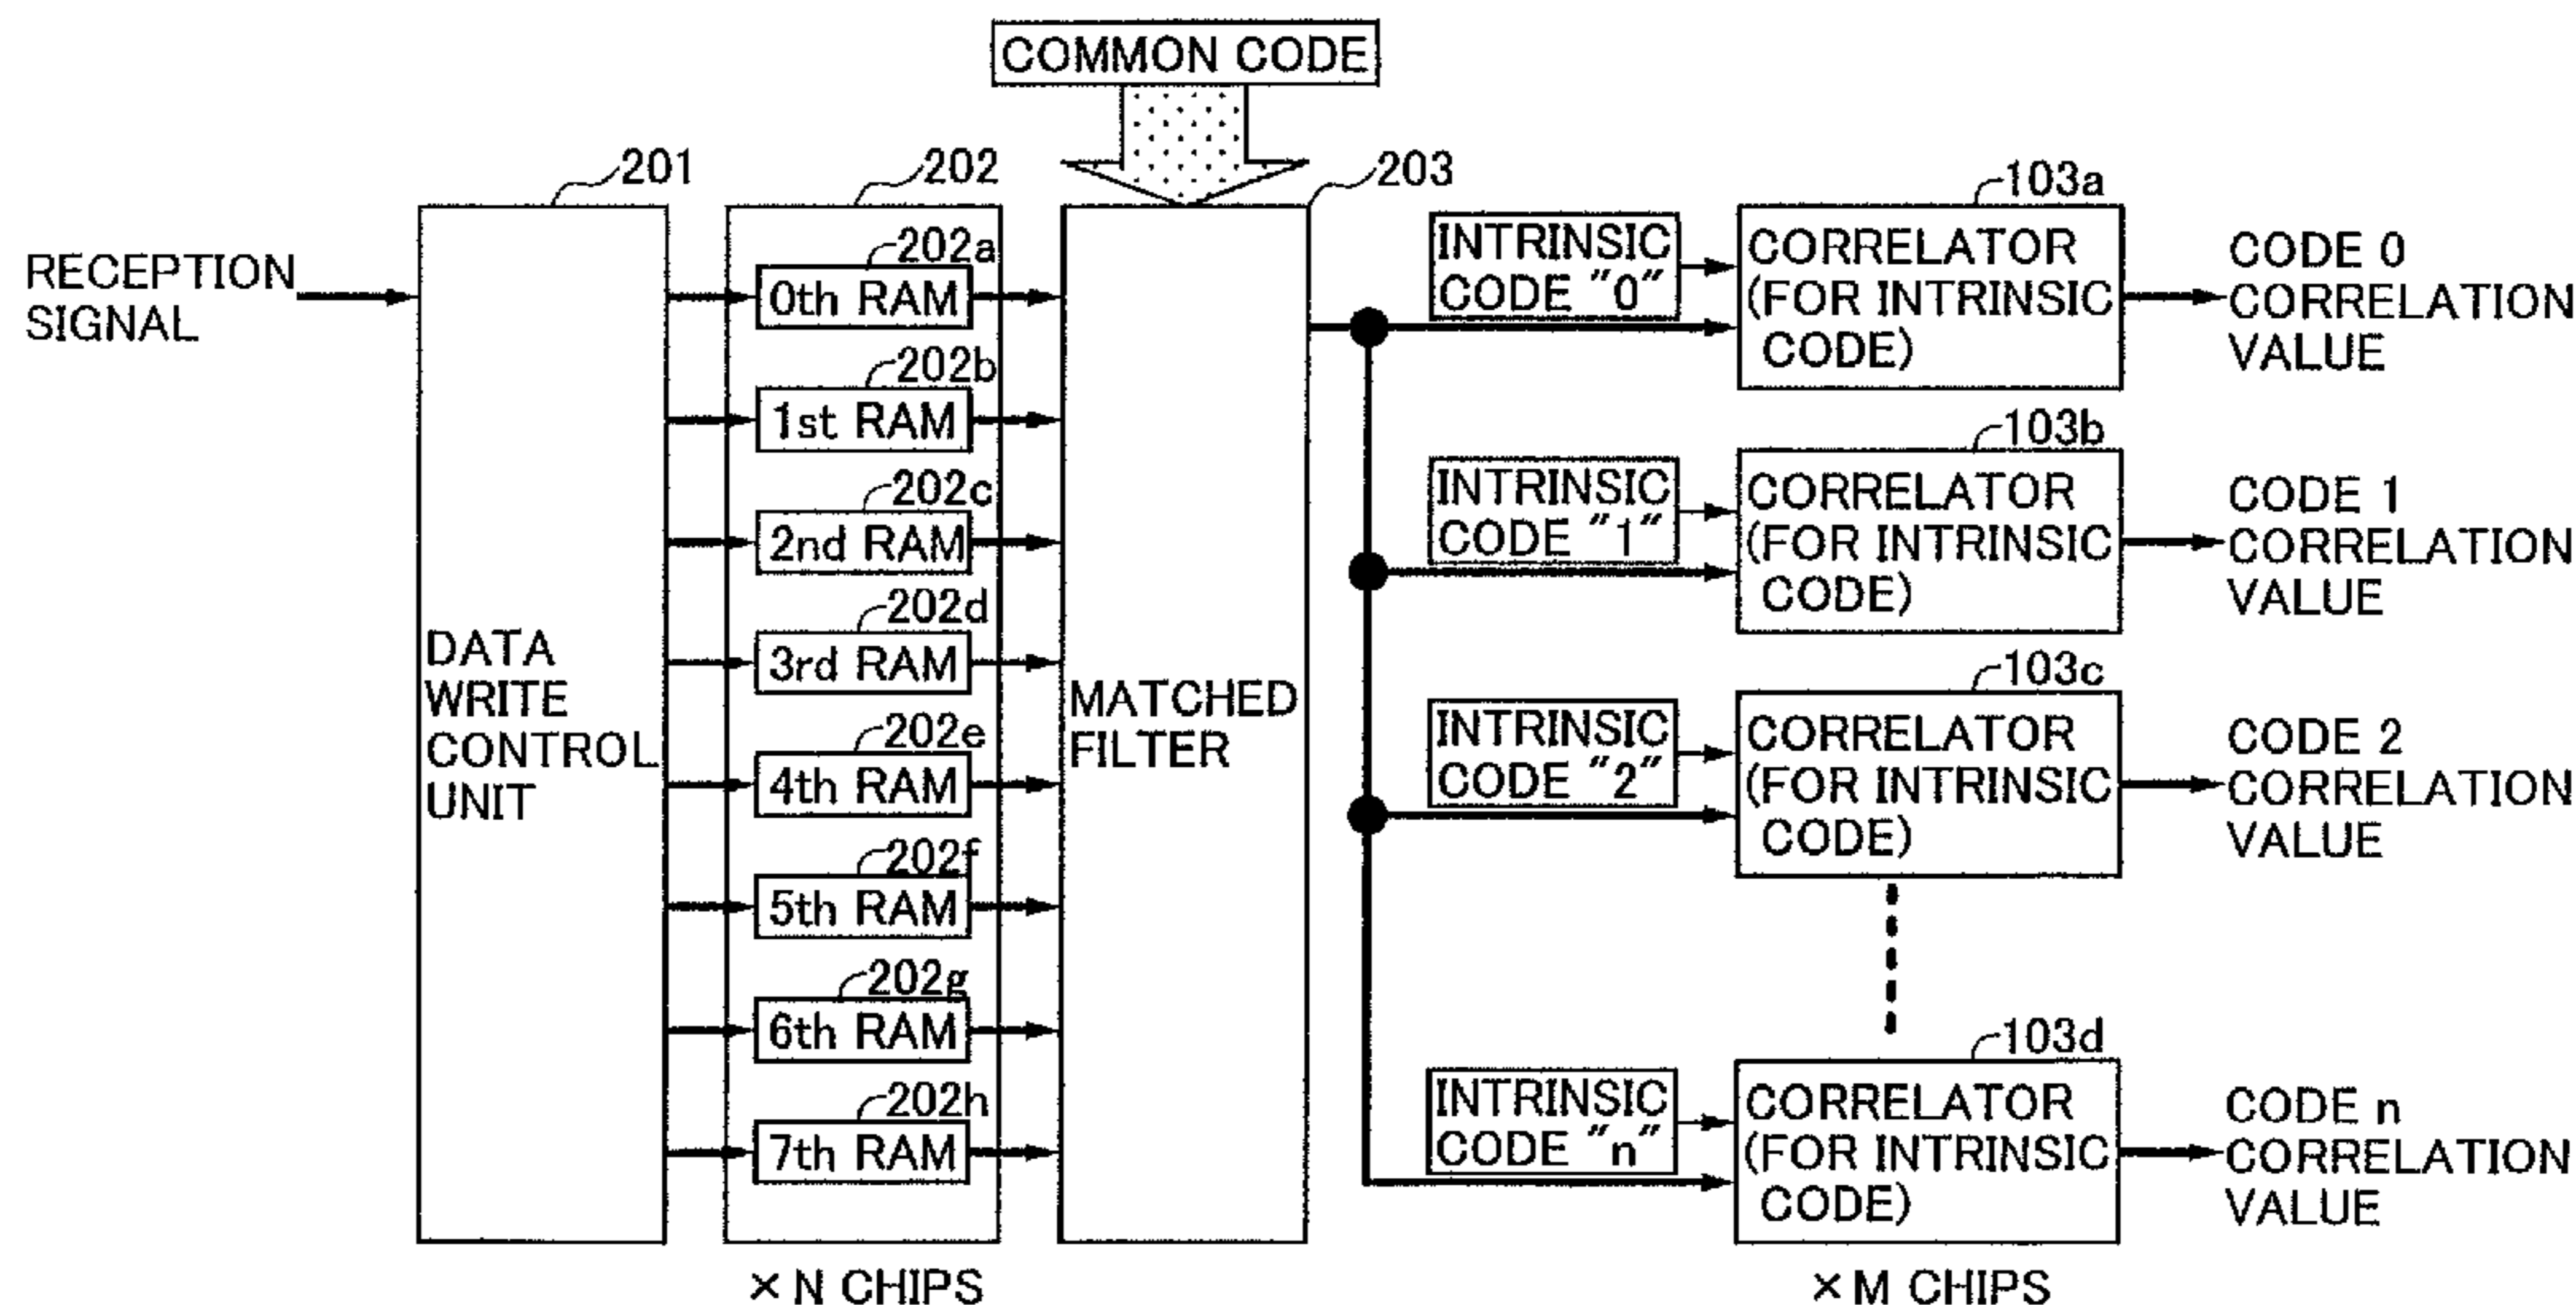 COMMON CODE
201
202
203
RECEPTION
SIGNAL
DATA
WRITE
CONTROL
UNIT
202a
0th RAM
202b
1st RAM
202c
2nd RAM
202d
3rd RAM
202e
4th RAM
202f
5th RAM
202g
6th RAM
202h
7th RAM
× N CHIPS
MATCHED
FILTER
INTRINSIC
CODE "0"
103a
CORRELATOR
(FOR INTRINSIC
CODE)
CODE 0
CORRELATION
VALUE
INTRINSIC
CODE "1"
103b
CORRELATOR
(FOR INTRINSIC
CODE)
CODE 1
CORRELATION
VALUE
INTRINSIC
CODE "2"
103c
CORRELATOR
(FOR INTRINSIC
CODE)
CODE 2
CORRELATION
VALUE
INTRINSIC
CODE "n"
103d
CORRELATOR
(FOR INTRINSIC
CODE)
CODE n
CORRELATION
VALUE
× M CHIPS